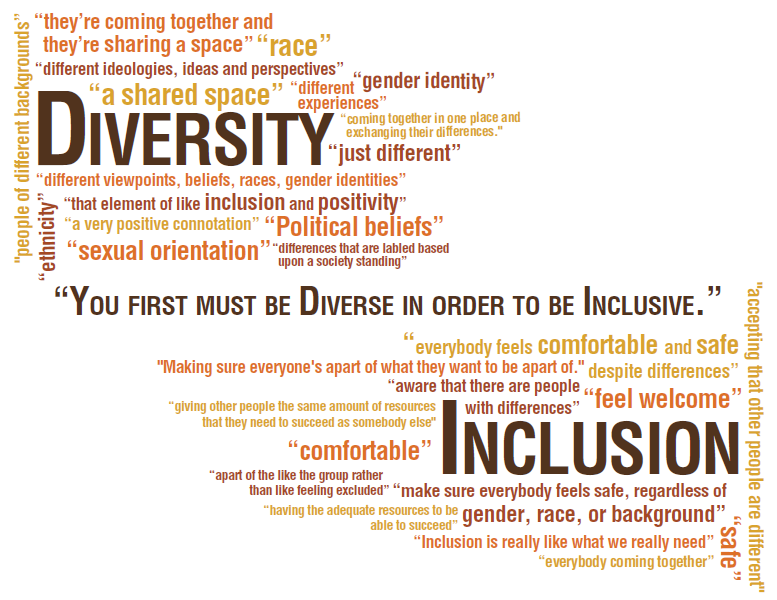 "people of different backgrounds"
“they’re coming together and
they’re sharing a space” “race”
“different ideologies, ideas and perspectives”
“a shared space” “different
experiences”
“gender identity”
DIVERSITY
“coming together in one place and
exchanging their differences."
“just different”
“different viewpoints, beliefs, races, gender identities”
“ethnicity”
“that element of like inclusion and positivity”
“a very positive connotation” “Political beliefs”
“sexual orientation” “differences that are labled based
upon a society standing”
“YOU FIRST MUST BE DIVERSE IN ORDER TO BE INCLUSIVE.”
"accepting that other people are different"
“everybody feels comfortable and safe
despite differences”
"Making sure everyone's apart of what they want to be apart of."
“aware that there are people
with differences”
“feel welcome”
“giving other people the same amount of resources
that they need to succeed as somebody else"
INCLUSION
“comfortable”
“apart of the like the group rather
than like feeling excluded”
“make sure everybody feels safe, regardless of
gender, race, or background”
“having the adequate resources to be
able to succeed”
“safe”
“Inclusion is really like what we really need”
“everybody coming together”